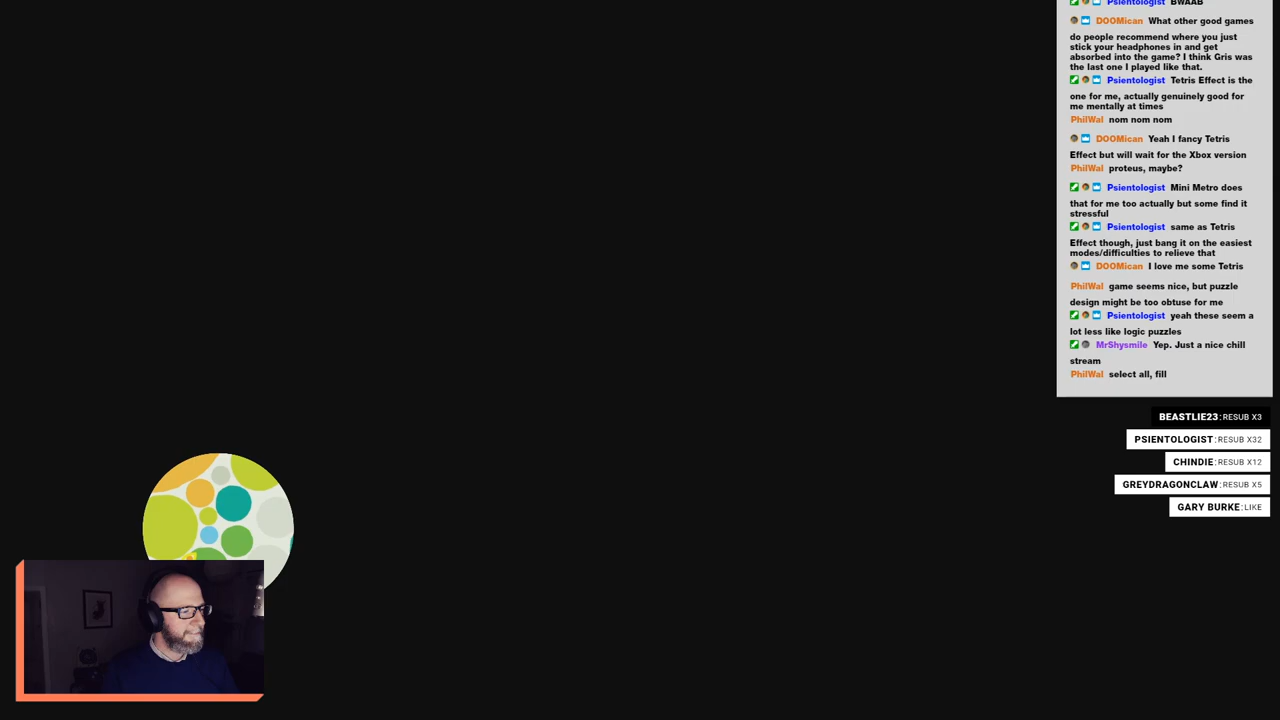 Psientologist BWAAB
DOOMican What other good games
do people recommend where you just
stick your headphones in and get
absorbed into the game? I think Gris was
the last one I played like that.
Psientologist Tetris Effect is the
one for me, actually genuinely good for
me mentally at times
PhilWal nom nom nom
DOOMican Yeah I fancy Tetris
Effect but will wait for the Xbox version
PhilWal proteus, maybe?
Psientologist Mini Metro does
that for me too actually but some find it
stressful
Psientologist same as Tetris
Effect though, just bang it on the easiest
modes/difficulties to relieve that
DOOMican I love me some Tetris
PhilWal game seems nice, but puzzle
design might be too obtuse for me
Psientologist yeah these seem a
lot less like logic puzzles
MrShysmile Yep. Just a nice chill
stream
PhilWal select all, fill
BEASTLIE23: RESUB X3
PSIENTOLOGIST: RESUB X32
CHINDIE: RESUB X12
GREYDRAGONCLAW: RESUB X5
GARY BURKE: LIKE